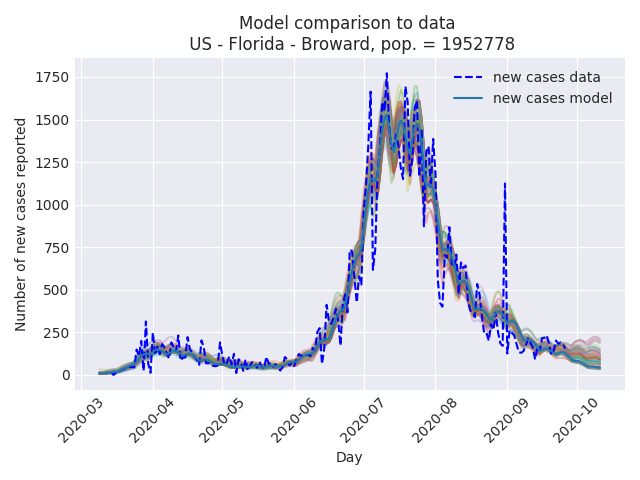 Model comparison to data
US - Florida - Broward, pop. = 1952778
new cases data
new cases model
Number of new cases reported
1750
1500
1250
1000
750
500
250
0
2020-03
2020-04
2020-05
2020-06
2020-07
2020-08
2020-09
2020-10
Day